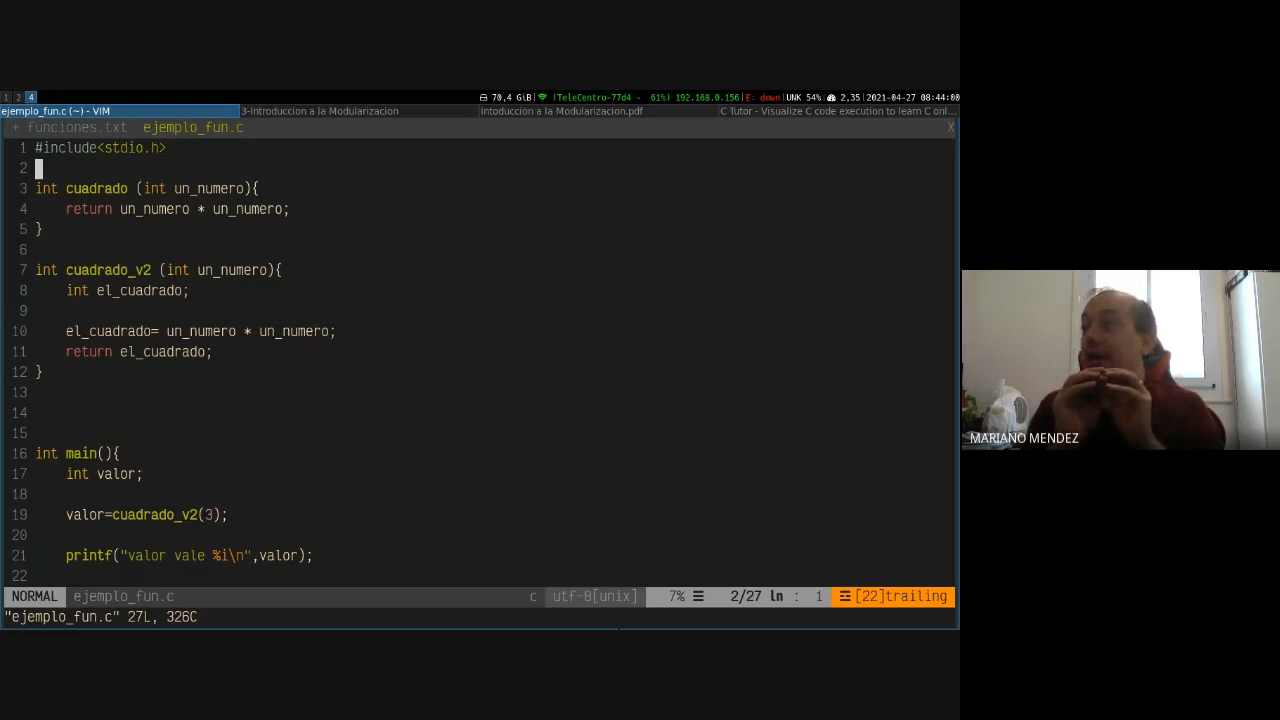 1 2 4 70,4 GiB| |TeleCentro-77d4 - 61%) 192.168.0.156|E: down|UNK 54%| 2,35|2021-04-27 08:44:00
ejemplo_fun.c (~) - VIM 3-Introduccion a la Modularizacion Intoduccion a la Modularizacion.pdf C Tutor - Visualize C code execution to learn C onl...
+ funciones.txt ejemplo_fun.c X
1 #include<stdio.h>
2
3 int cuadrado (int un_numero){
4 return un_numero * un_numero;
5 }
6
7 int cuadrado_v2 (int un_numero){
8 int el_cuadrado;
9
10 el_cuadrado= un_numero * un_numero;
11 return el_cuadrado;
12 }
13
14
15
16 int main(){
17 int valor;
18
19 valor=cuadrado_v2(3);
20
21 printf("valor vale %i\n",valor);
22
NORMAL ejemplo_fun.c c utf-8[unix] 7% ☰ 2/27 ln : 1 ☲ [22]trailing
"ejemplo_fun.c" 27L, 326C
MARIANO MENDEZ